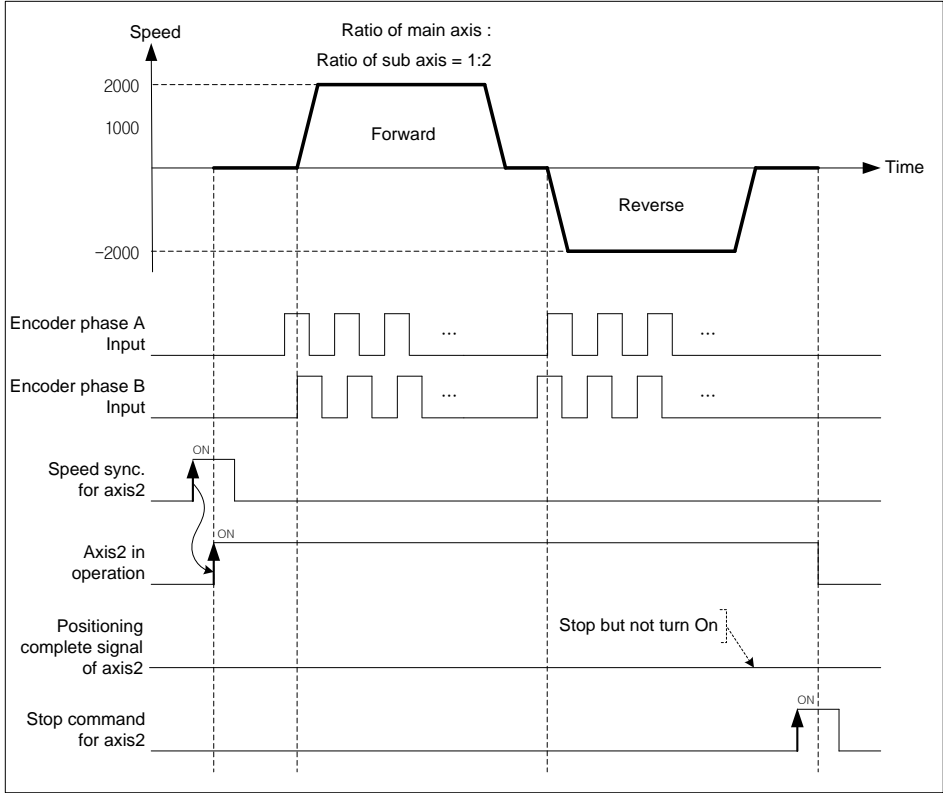 Speed
Ratio of main axis :
Ratio of sub axis = 1:2
2000
1000
Forward
Time
Reverse
−2000
Encoder phase A
Input
...
...
Encoder phase B
Input
...
...
ON
Speed sync.
for axis2
ON
Axis2 in
operation
Positioning
complete signal
of axis2
Stop but not turn On
ON
Stop command
for axis2